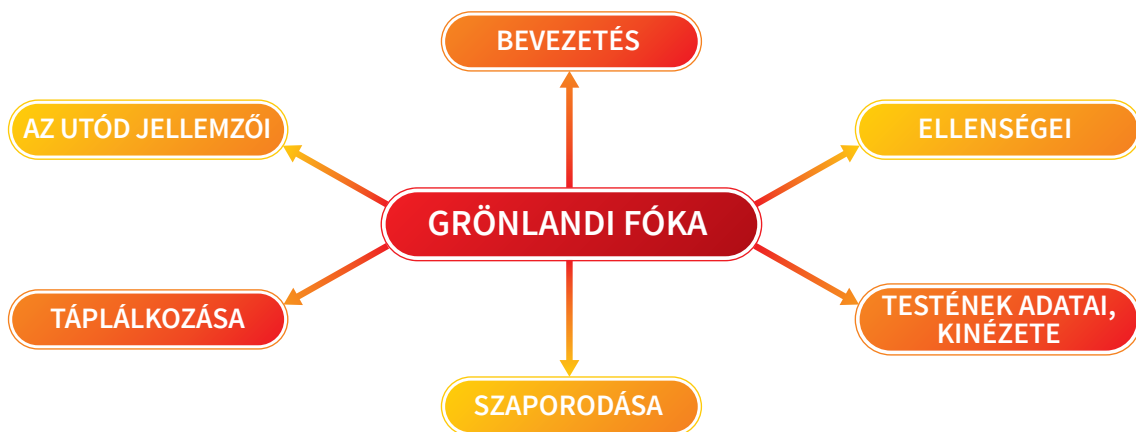 BEVEZETÉS
AZ UTÓD JELLEMZŐI
ELLENSÉGEI
GRÖNLANDI FÓKA
TÁPLÁLKOZÁSA
TESTÉNEK ADATAI,
KINÉZETE
SZAPORODÁSA